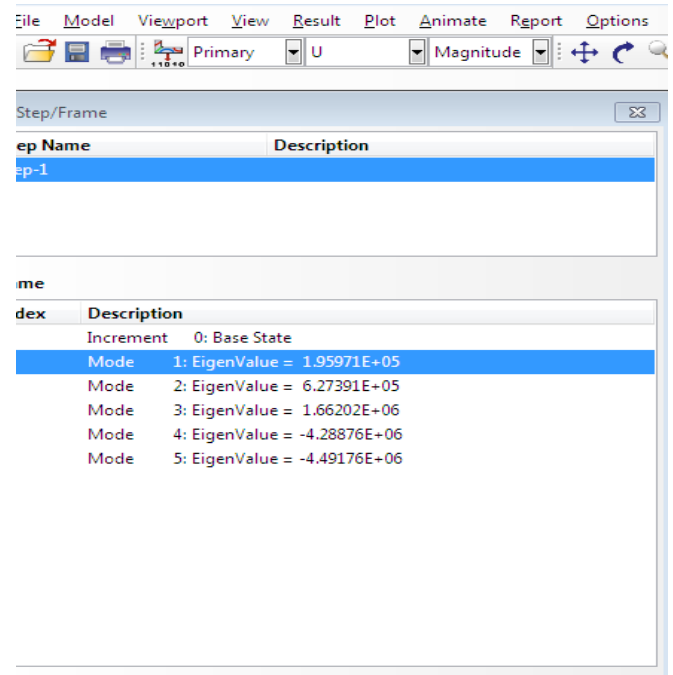 File Model Viewport View Result Plot Animate Report Options
11010 Primary U Magnitude
Step/Frame
ep Name Description
ep-1
ame
dex Description
Increment 0: Base State
Mode 1: EigenValue = 1.95971E+05
Mode 2: EigenValue = 6.27391E+05
Mode 3: EigenValue = 1.66202E+06
Mode 4: EigenValue = -4.28876E+06
Mode 5: EigenValue = -4.49176E+06